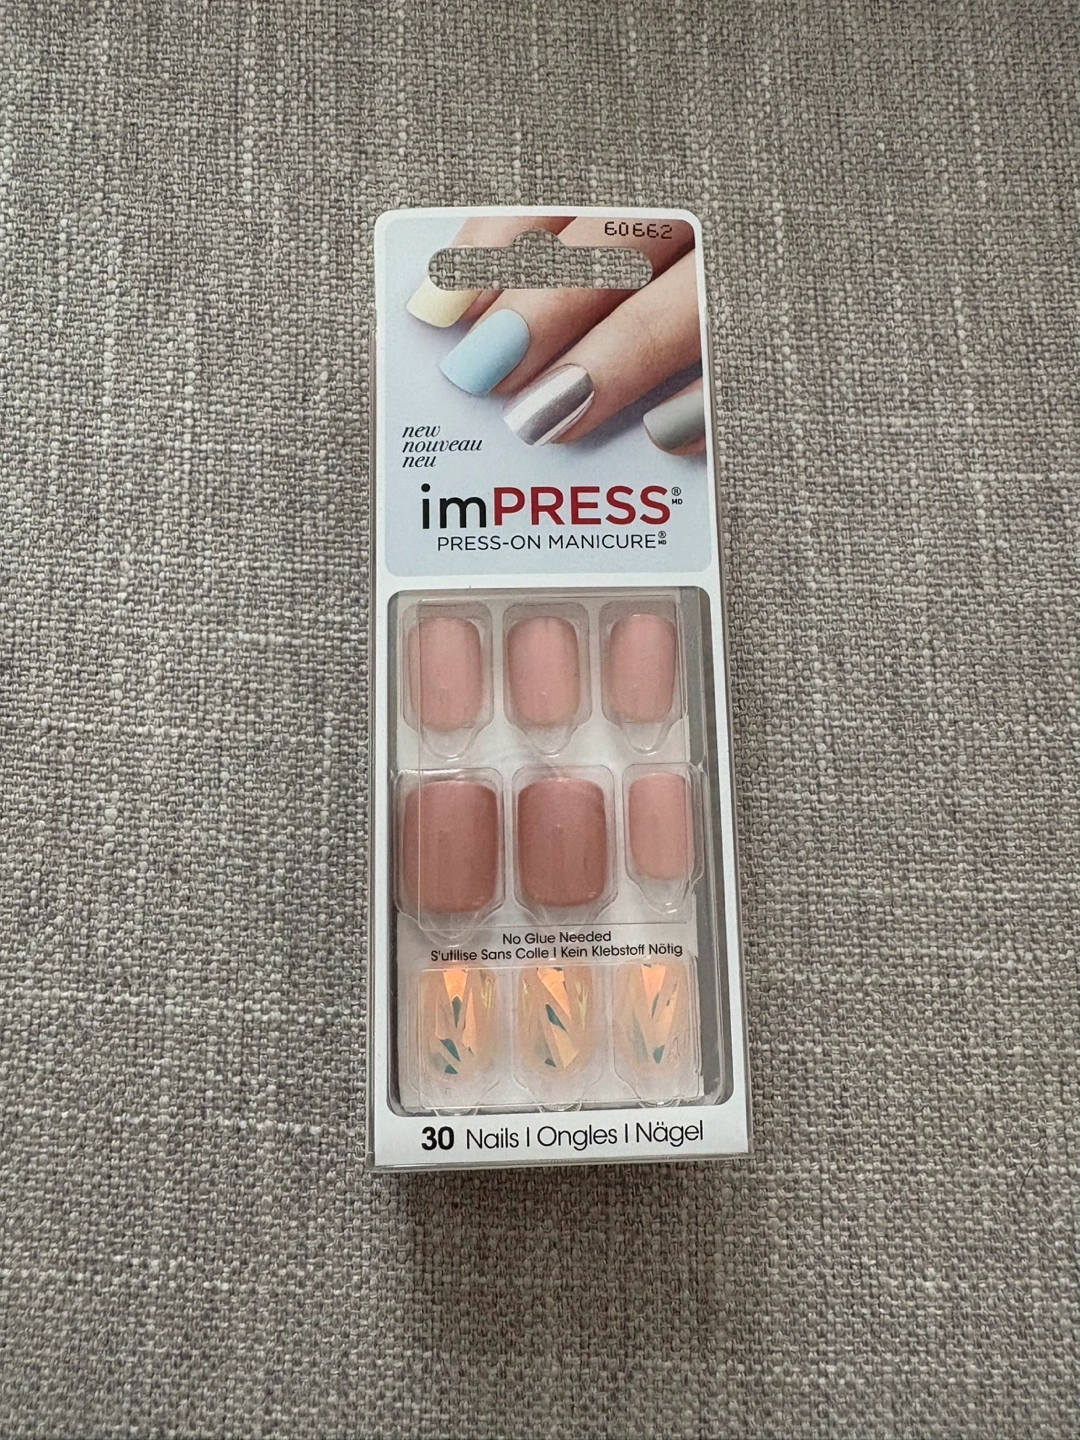 60662
new
nouveau
neu
imPRESS® MD
PRESS-ON MANICURE® MD
No Glue Needed
S'utilise Sans Colle | Kein Klebstoff Nötig
30 Nails | Ongles | Nägel